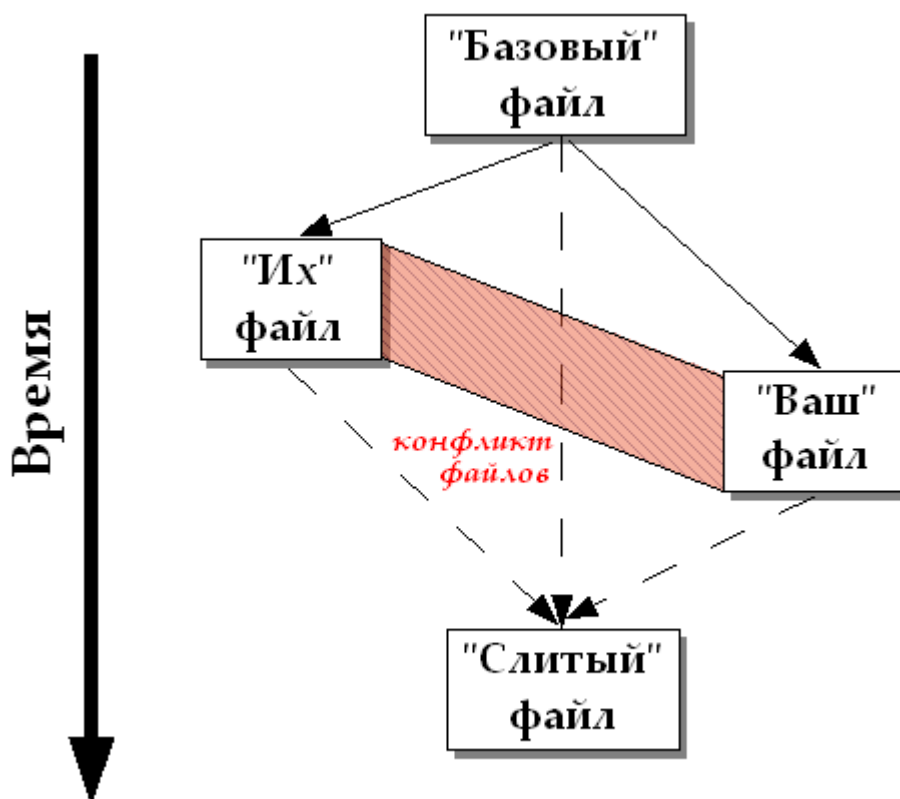 "Базовый"
файл
"Их"
файл
Время
"Ваш"
файл
конфликт
файлов
"Слитый"
файл